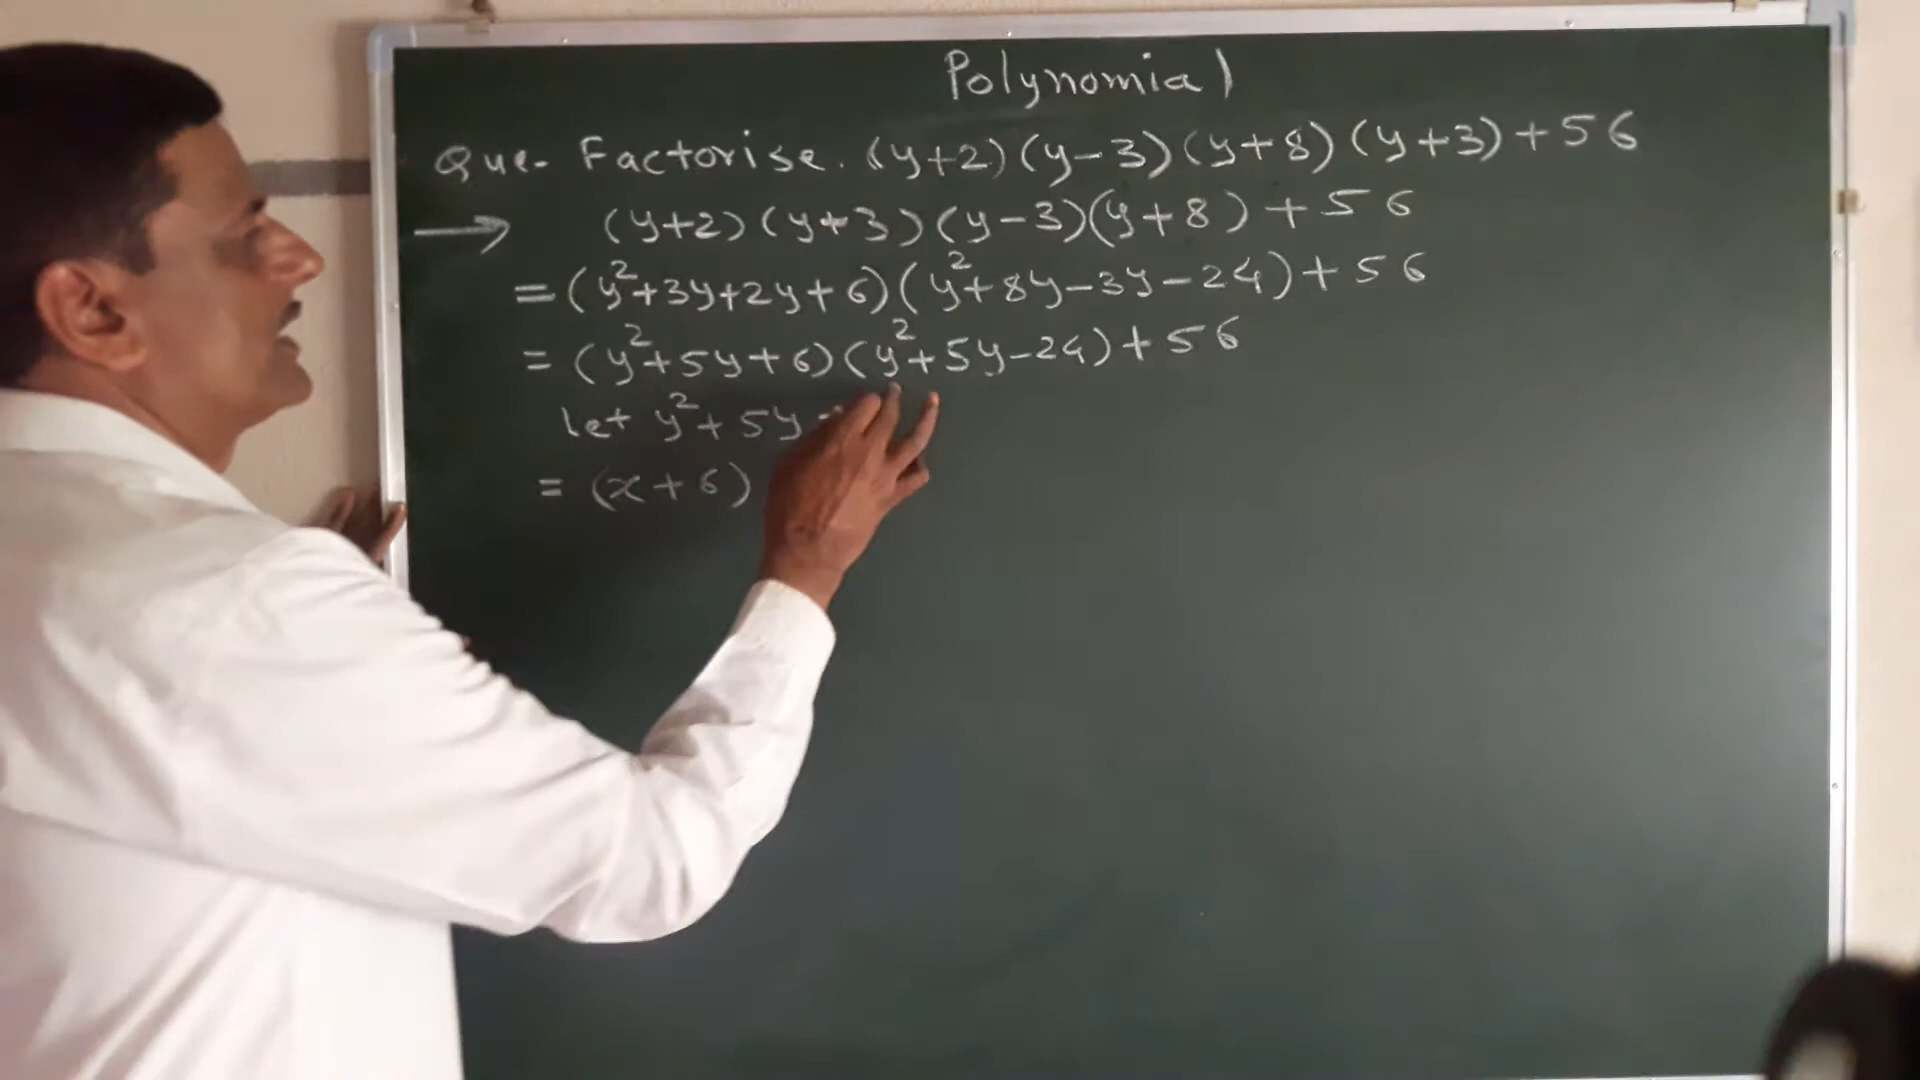 Polynomial
Que. Factorise. (y+2)(y-3)(y+8)(y+3)+56
→ (y+2)(y+3)(y-3)(y+8)+56
=(y²+3y+2y+6)(y²+8y-3y-24)+56
= (y²+5y+6)(y²+5y-24)+56
let y²+5y
= (x+6)